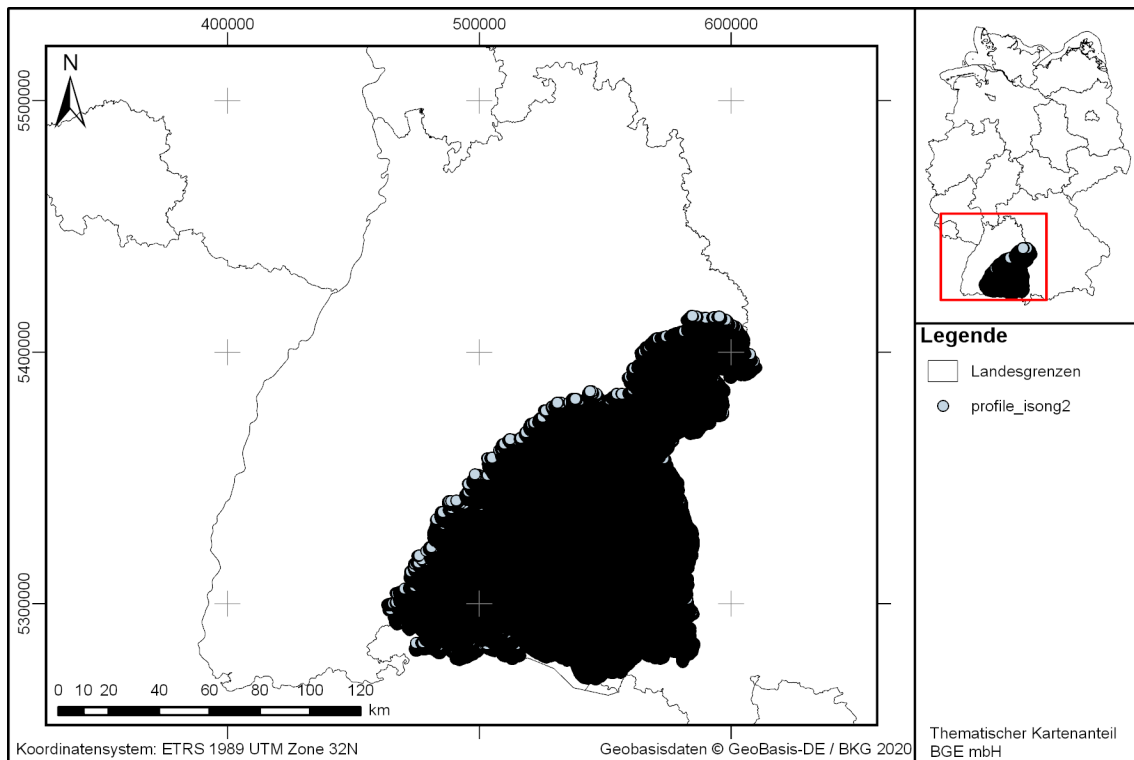 400000
500000
600000
N
5500000
5400000
5300000
0 10 20 40 60 80 100 120
km
Koordinatensystem: ETRS 1989 UTM Zone 32N
Geobasisdaten © GeoBasis-DE / BKG 2020
Legende
Landesgrenzen
profile_isong2
Thematischer Kartenanteil
BGE mbH